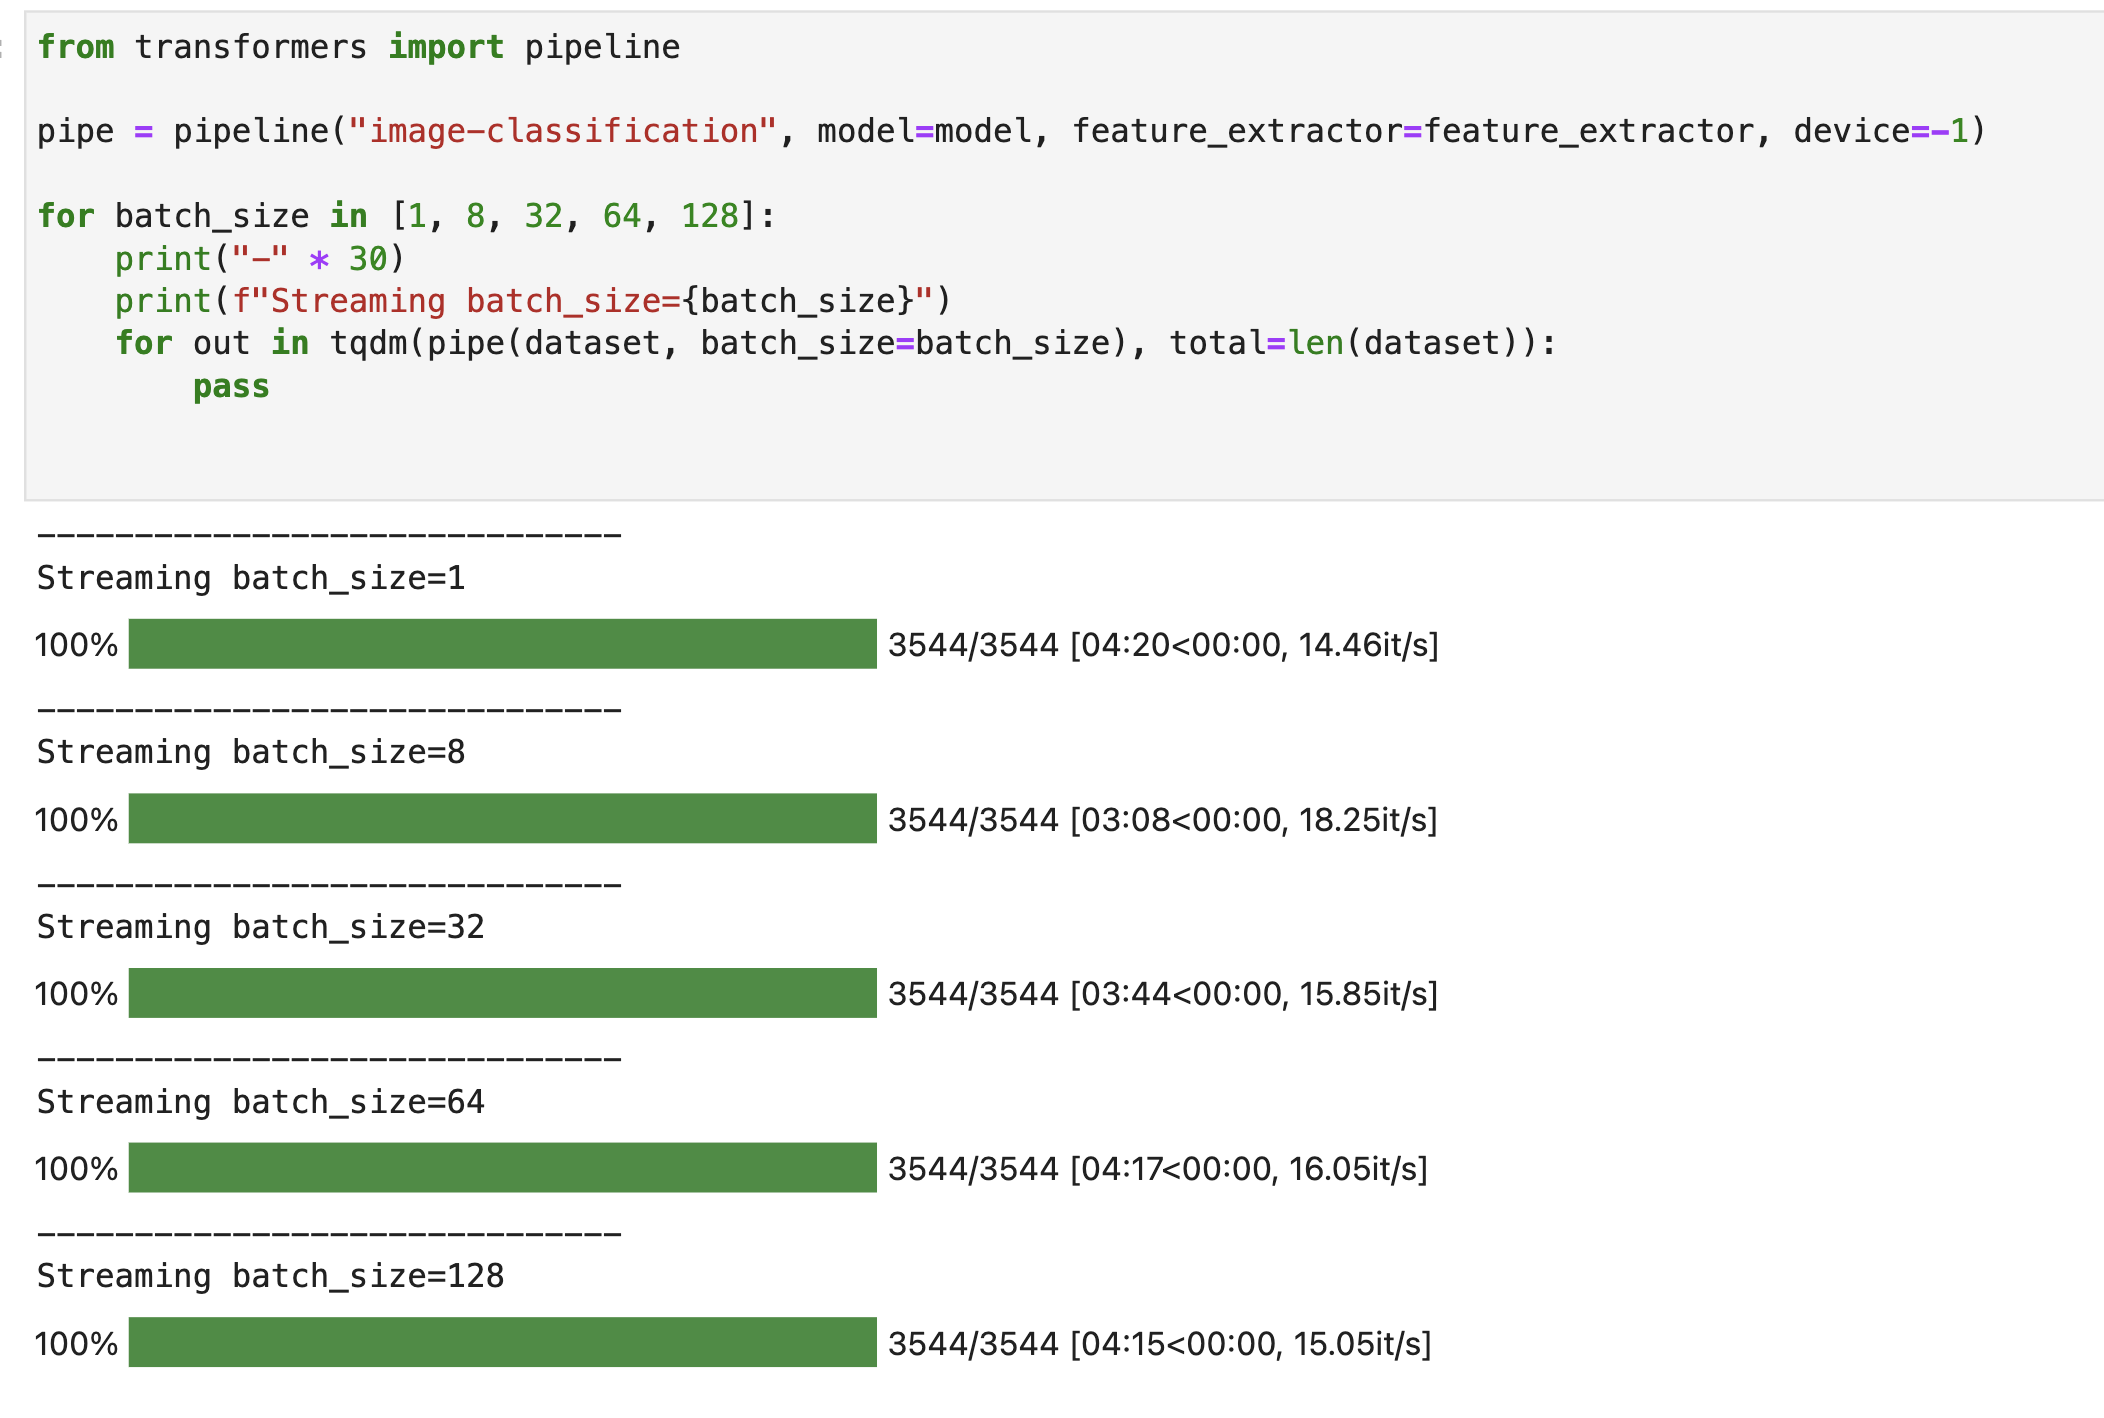 from transformers import pipeline
pipe = pipeline("image-classification", model=model, feature_extractor=feature_extractor, device=-1)
for batch_size in [1, 8, 32, 64, 128]:
    print("-" * 30)
    print(f"Streaming batch_size={batch_size}")
    for out in tqdm(pipe(dataset, batch_size=batch_size), total=len(dataset)):
        pass
------------------------------
Streaming batch_size=1
100% 3544/3544 [04:20<00:00, 14.46it/s]
------------------------------
Streaming batch_size=8
100% 3544/3544 [03:08<00:00, 18.25it/s]
------------------------------
Streaming batch_size=32
100% 3544/3544 [03:44<00:00, 15.85it/s]
------------------------------
Streaming batch_size=64
100% 3544/3544 [04:17<00:00, 16.05it/s]
------------------------------
Streaming batch_size=128
100% 3544/3544 [04:15<00:00, 15.05it/s]